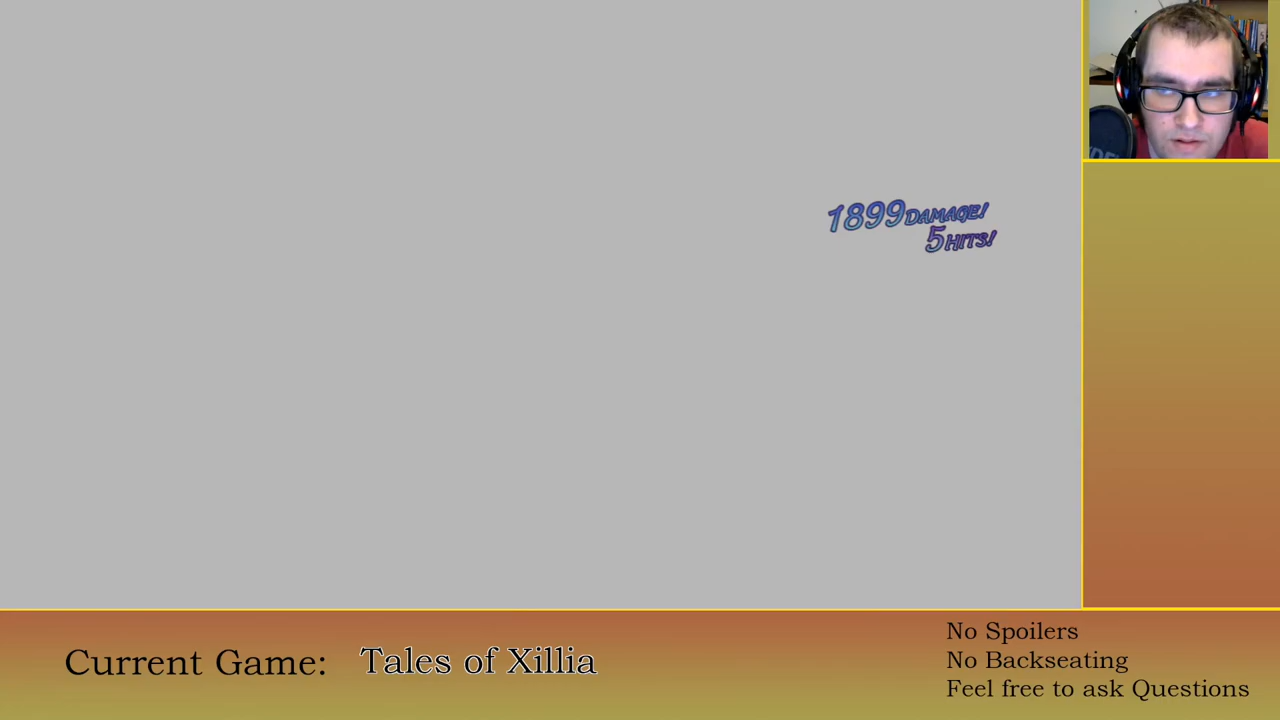 1899 DAMAGE!
5 HITS!
Current Game: Tales of Xillia
No Spoilers
No Backseating
Feel free to ask Questions